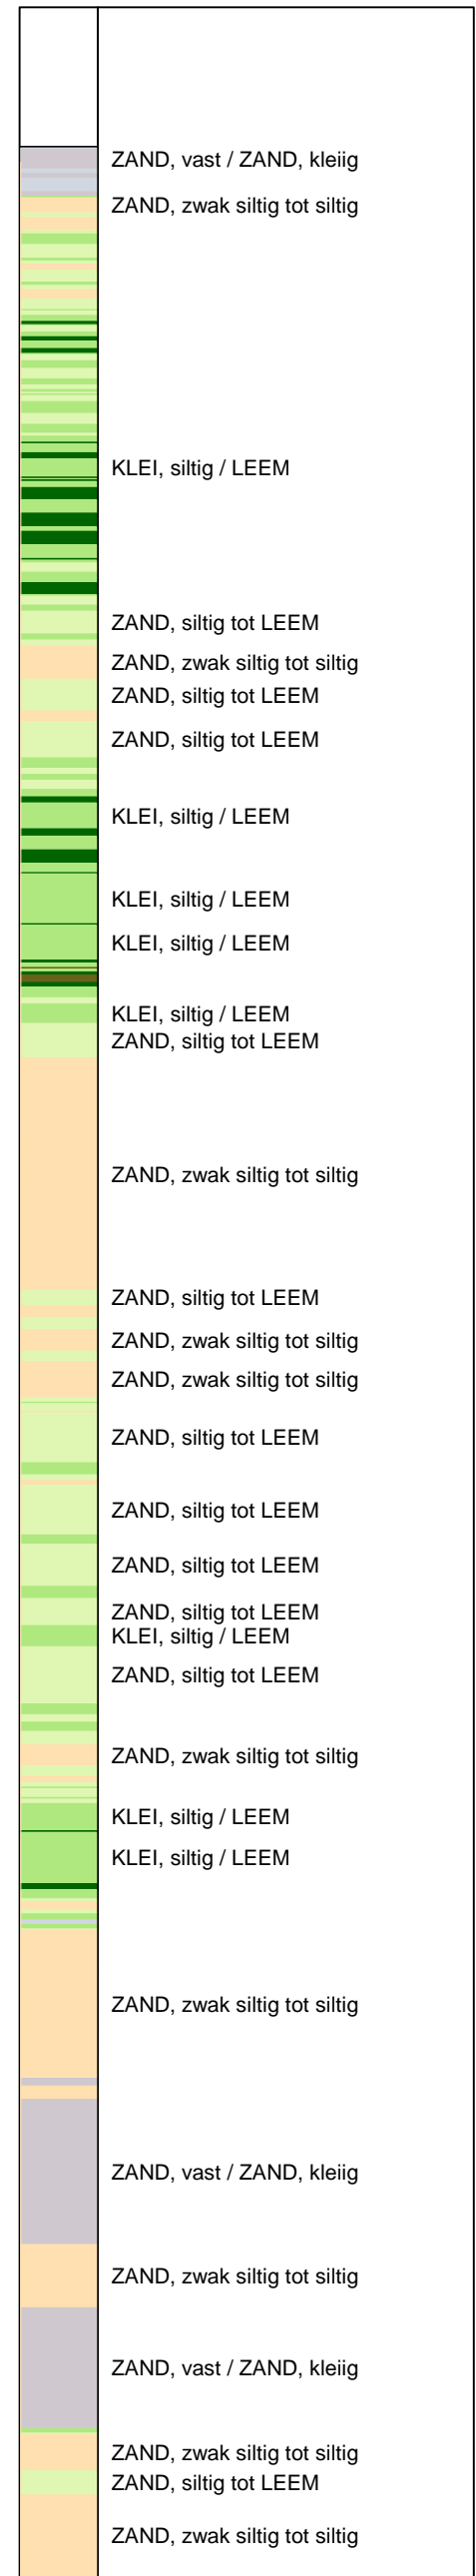 ZAND, vast / ZAND, kleiig
ZAND, zwak siltig tot siltig
KLEI, siltig / LEEM
ZAND, siltig tot LEEM
ZAND, zwak siltig tot siltig
ZAND, siltig tot LEEM
ZAND, siltig tot LEEM
KLEI, siltig / LEEM
KLEI, siltig / LEEM
KLEI, siltig / LEEM
KLEI, siltig / LEEM
ZAND, siltig tot LEEM
ZAND, zwak siltig tot siltig
ZAND, siltig tot LEEM
ZAND, zwak siltig tot siltig
ZAND, zwak siltig tot siltig
ZAND, siltig tot LEEM
ZAND, siltig tot LEEM
ZAND, siltig tot LEEM
ZAND, siltig tot LEEM
KLEI, siltig / LEEM
ZAND, siltig tot LEEM
ZAND, zwak siltig tot siltig
KLEI, siltig / LEEM
KLEI, siltig / LEEM
ZAND, zwak siltig tot siltig
ZAND, vast / ZAND, kleiig
ZAND, zwak siltig tot siltig
ZAND, vast / ZAND, kleiig
ZAND, zwak siltig tot siltig
ZAND, siltig tot LEEM
ZAND, zwak siltig tot siltig